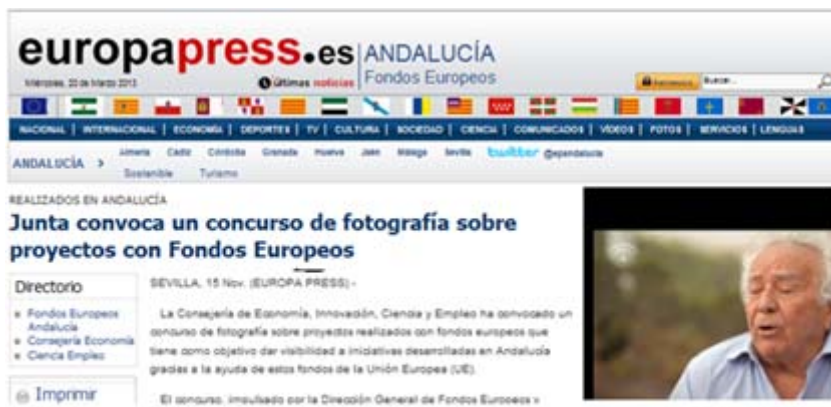 europapress.es ANDALUCÍA
Fondos Europeos
Miércoles, 20 de Marzo 2013
Últimas noticias
Buscar...
NACIONAL | INTERNACIONAL | ECONOMÍA | DEPORTES | TV | CULTURA | SOCIEDAD | CIENCIA | COMUNICADOS | VÍDEOS | FOTOS | SERVICIOS | LENGUAS
ANDALUCÍA > Almería Cádiz Córdoba Granada Huelva Jaén Málaga Sevilla twitter @epandalucia
Sostenible Turismo
REALIZADOS EN ANDALUCÍA
Junta convoca un concurso de fotografía sobre
proyectos con Fondos Europeos
Directorio
Fondos Europeos
Andalucía
Consejería Economía
Ciencia Empleo
Imprimir
SEVILLA, 15 Nov. (EUROPA PRESS) -
La Consejería de Economía, Innovación, Ciencia y Empleo ha convocado un
concurso de fotografía sobre proyectos realizados con fondos europeos que
tiene como objetivo dar visibilidad a iniciativas desarrolladas en Andalucía
gracias a la ayuda de estos fondos de la Unión Europea (UE).
El concurso, impulsado por la Dirección General de Fondos Europeos y